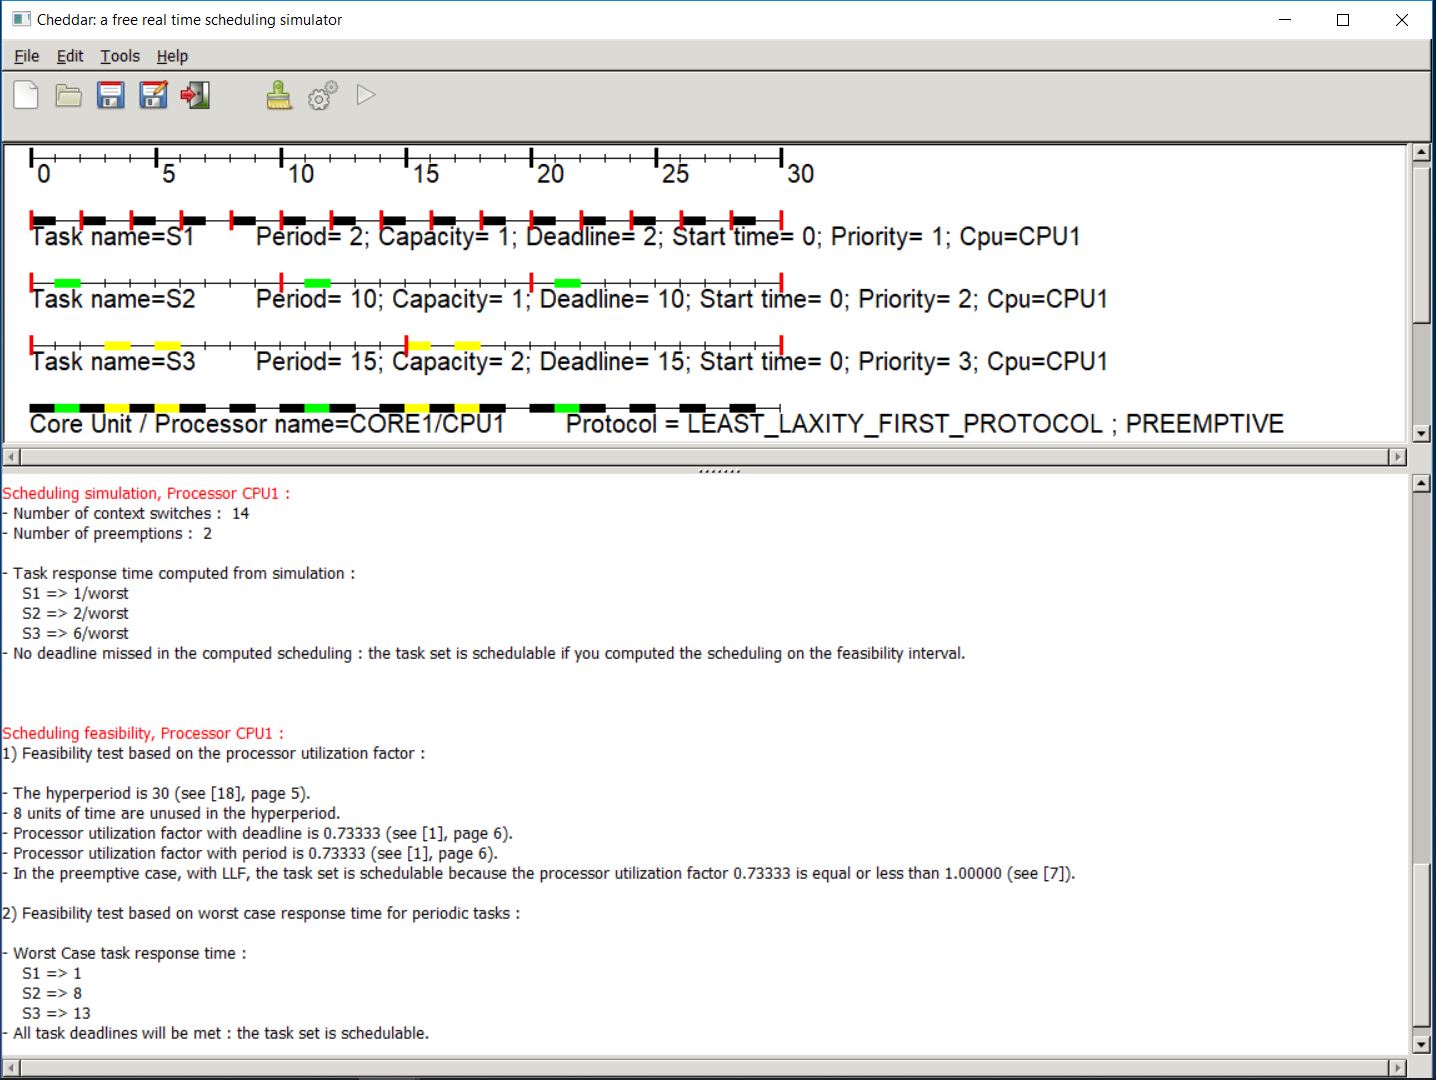 Cheddar: a free real time scheduling simulator
File Edit Tools Help
0 5 10 15 20 25 30
Task name=S1 Period= 2; Capacity= 1; Deadline= 2; Start time= 0; Priority= 1; Cpu=CPU1
Task name=S2 Period= 10; Capacity= 1; Deadline= 10; Start time= 0; Priority= 2; Cpu=CPU1
Task name=S3 Period= 15; Capacity= 2; Deadline= 15; Start time= 0; Priority= 3; Cpu=CPU1
Core Unit / Processor name=CORE1/CPU1 Protocol = LEAST_LAXITY_FIRST_PROTOCOL ; PREEMPTIVE
Scheduling simulation, Processor CPU1 :
- Number of context switches : 14
- Number of preemptions : 2
- Task response time computed from simulation :
S1 => 1/worst
S2 => 2/worst
S3 => 6/worst
- No deadline missed in the computed scheduling : the task set is schedulable if you computed the scheduling on the feasibility interval.
Scheduling feasibility, Processor CPU1 :
1) Feasibility test based on the processor utilization factor :
- The hyperperiod is 30 (see [18], page 5).
- 8 units of time are unused in the hyperperiod.
- Processor utilization factor with deadline is 0.73333 (see [1], page 6).
- Processor utilization factor with period is 0.73333 (see [1], page 6).
- In the preemptive case, with LLF, the task set is schedulable because the processor utilization factor 0.73333 is equal or less than 1.00000 (see [7]).
2) Feasibility test based on worst case response time for periodic tasks :
- Worst Case task response time :
S1 => 1
S2 => 8
S3 => 13
- All task deadlines will be met : the task set is schedulable.